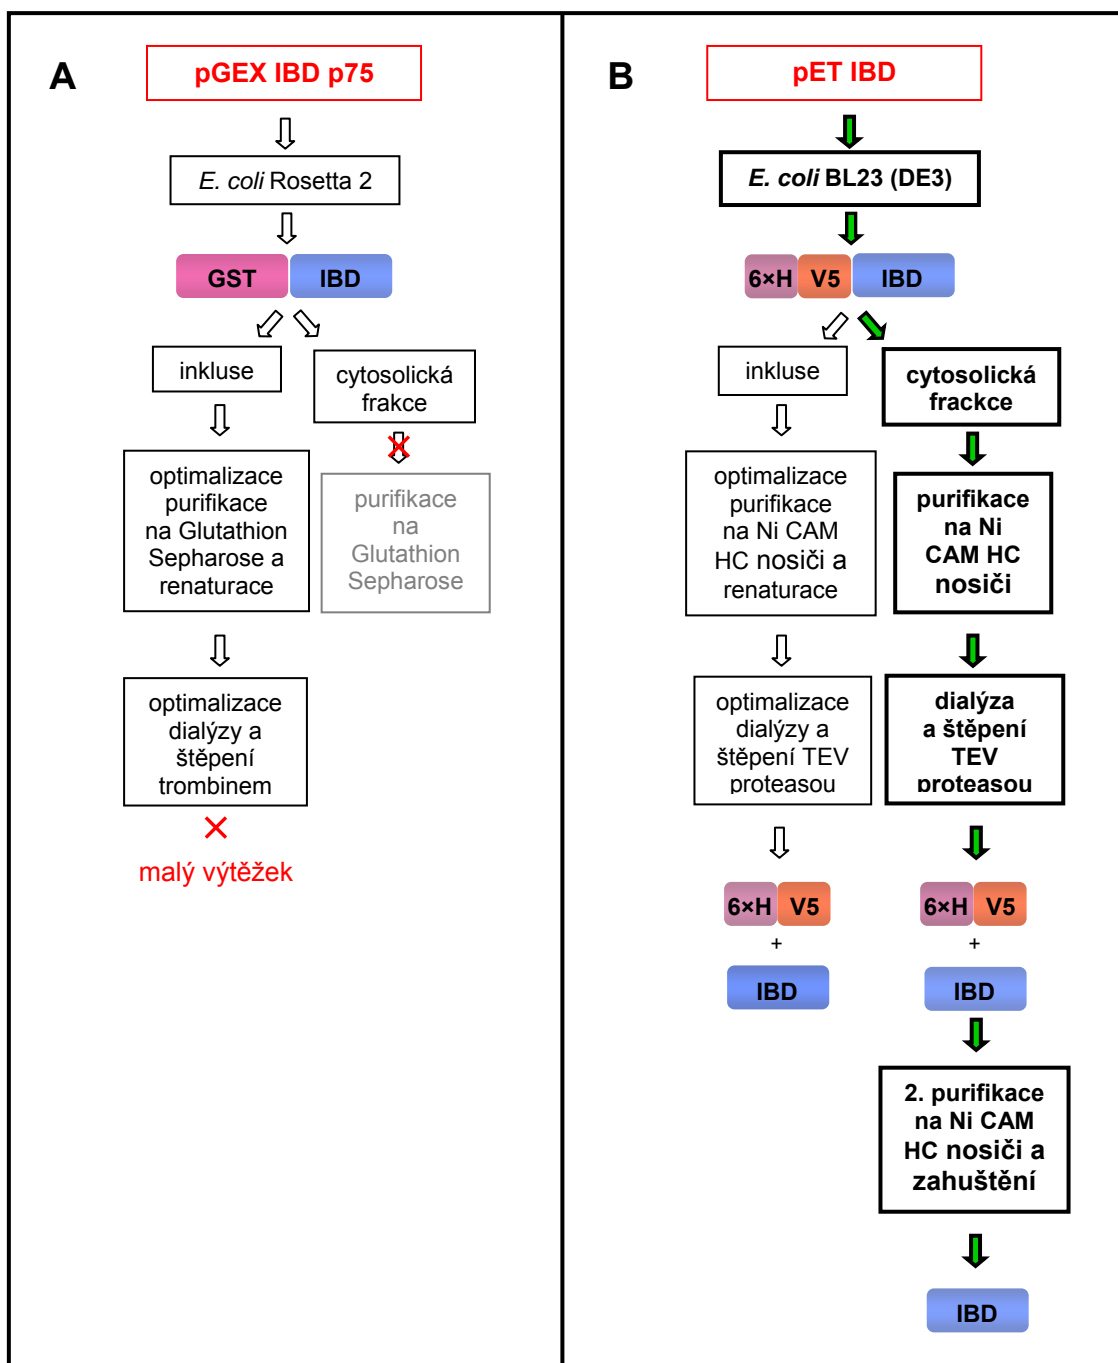 A
pGEX IBD p75
E. coli Rosetta 2
GST
IBD
inkluse
cytosolická
frakce
optimalizace
purifikace
na Glutathion
Sepharose a
renaturace
purifikace
na
Glutathion
Sepharose
optimalizace
dialýzy a
štěpení
trombinem
malý výtěžek
B
pET IBD
E. coli BL23 (DE3)
6×H
V5
IBD
inkluse
cytosolická
frackce
optimalizace
purifikace
na Ni CAM
HC nosiči a
renaturace
purifikace
na Ni
CAM HC
nosiči
optimalizace
dialýzy a
štěpení TEV
proteasou
dialýza
a štěpení
TEV
proteasou
6×H
V5
+
IBD
6×H
V5
+
IBD
2. purifikace
na Ni CAM
HC nosiči a
zahuštění
IBD